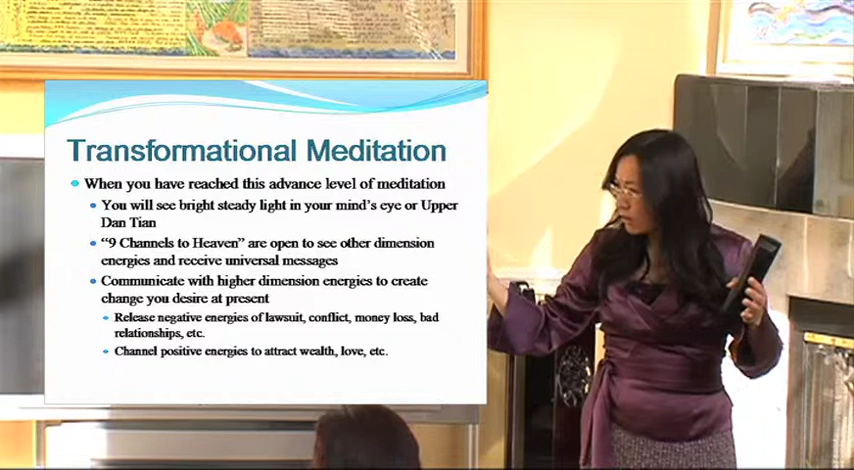 Transformational Meditation
When you have reached this advance level of meditation
You will see bright steady light in your mind's eye or Upper
Dan Tian
"9 Channels to Heaven" are open to see other dimension
energies and receive universal messages
Communicate with higher dimension energies to create
change you desire at present
Release negative energies of lawsuit, conflict, money loss, bad
relationships, etc.
Channel positive energies to attract wealth, love, etc.